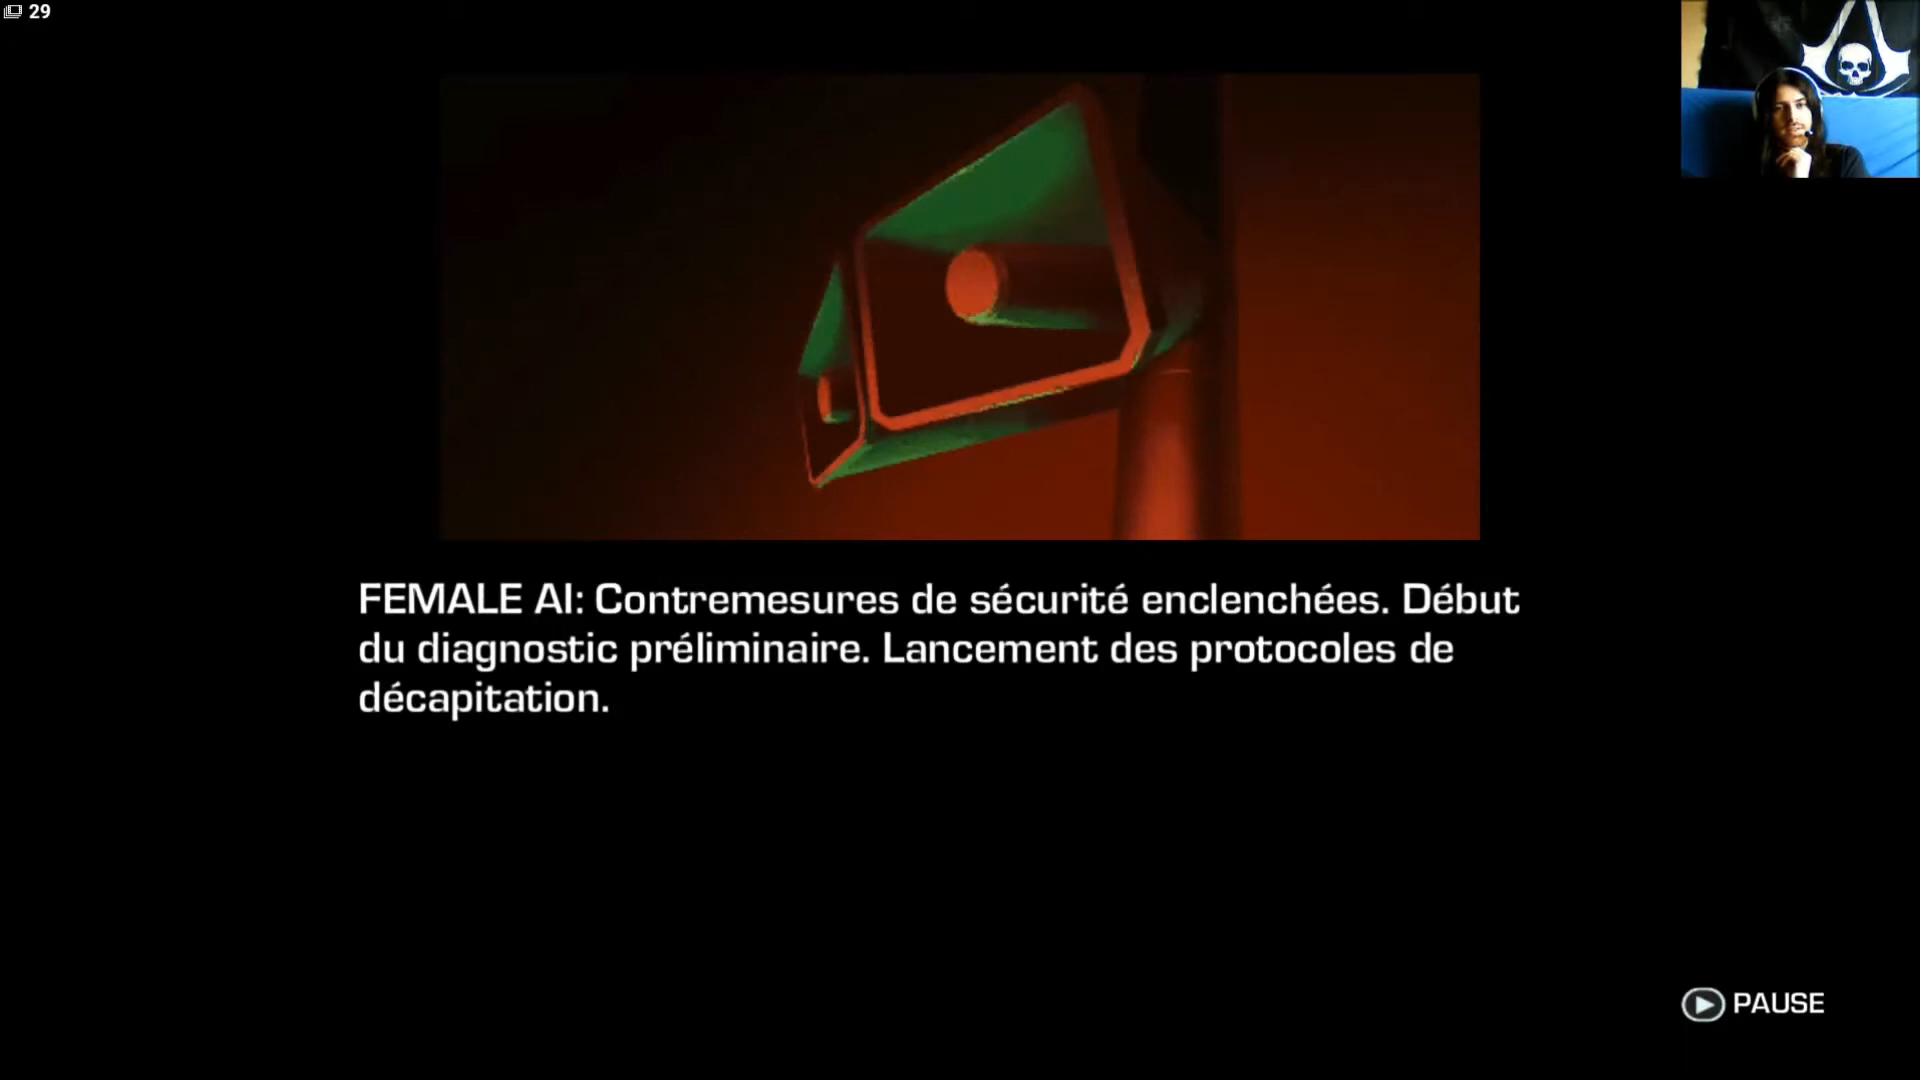 29
FEMALE AI: Contremesures de sécurité enclenchées. Début
du diagnostic préliminaire. Lancement des protocoles de
décapitation.
PAUSE